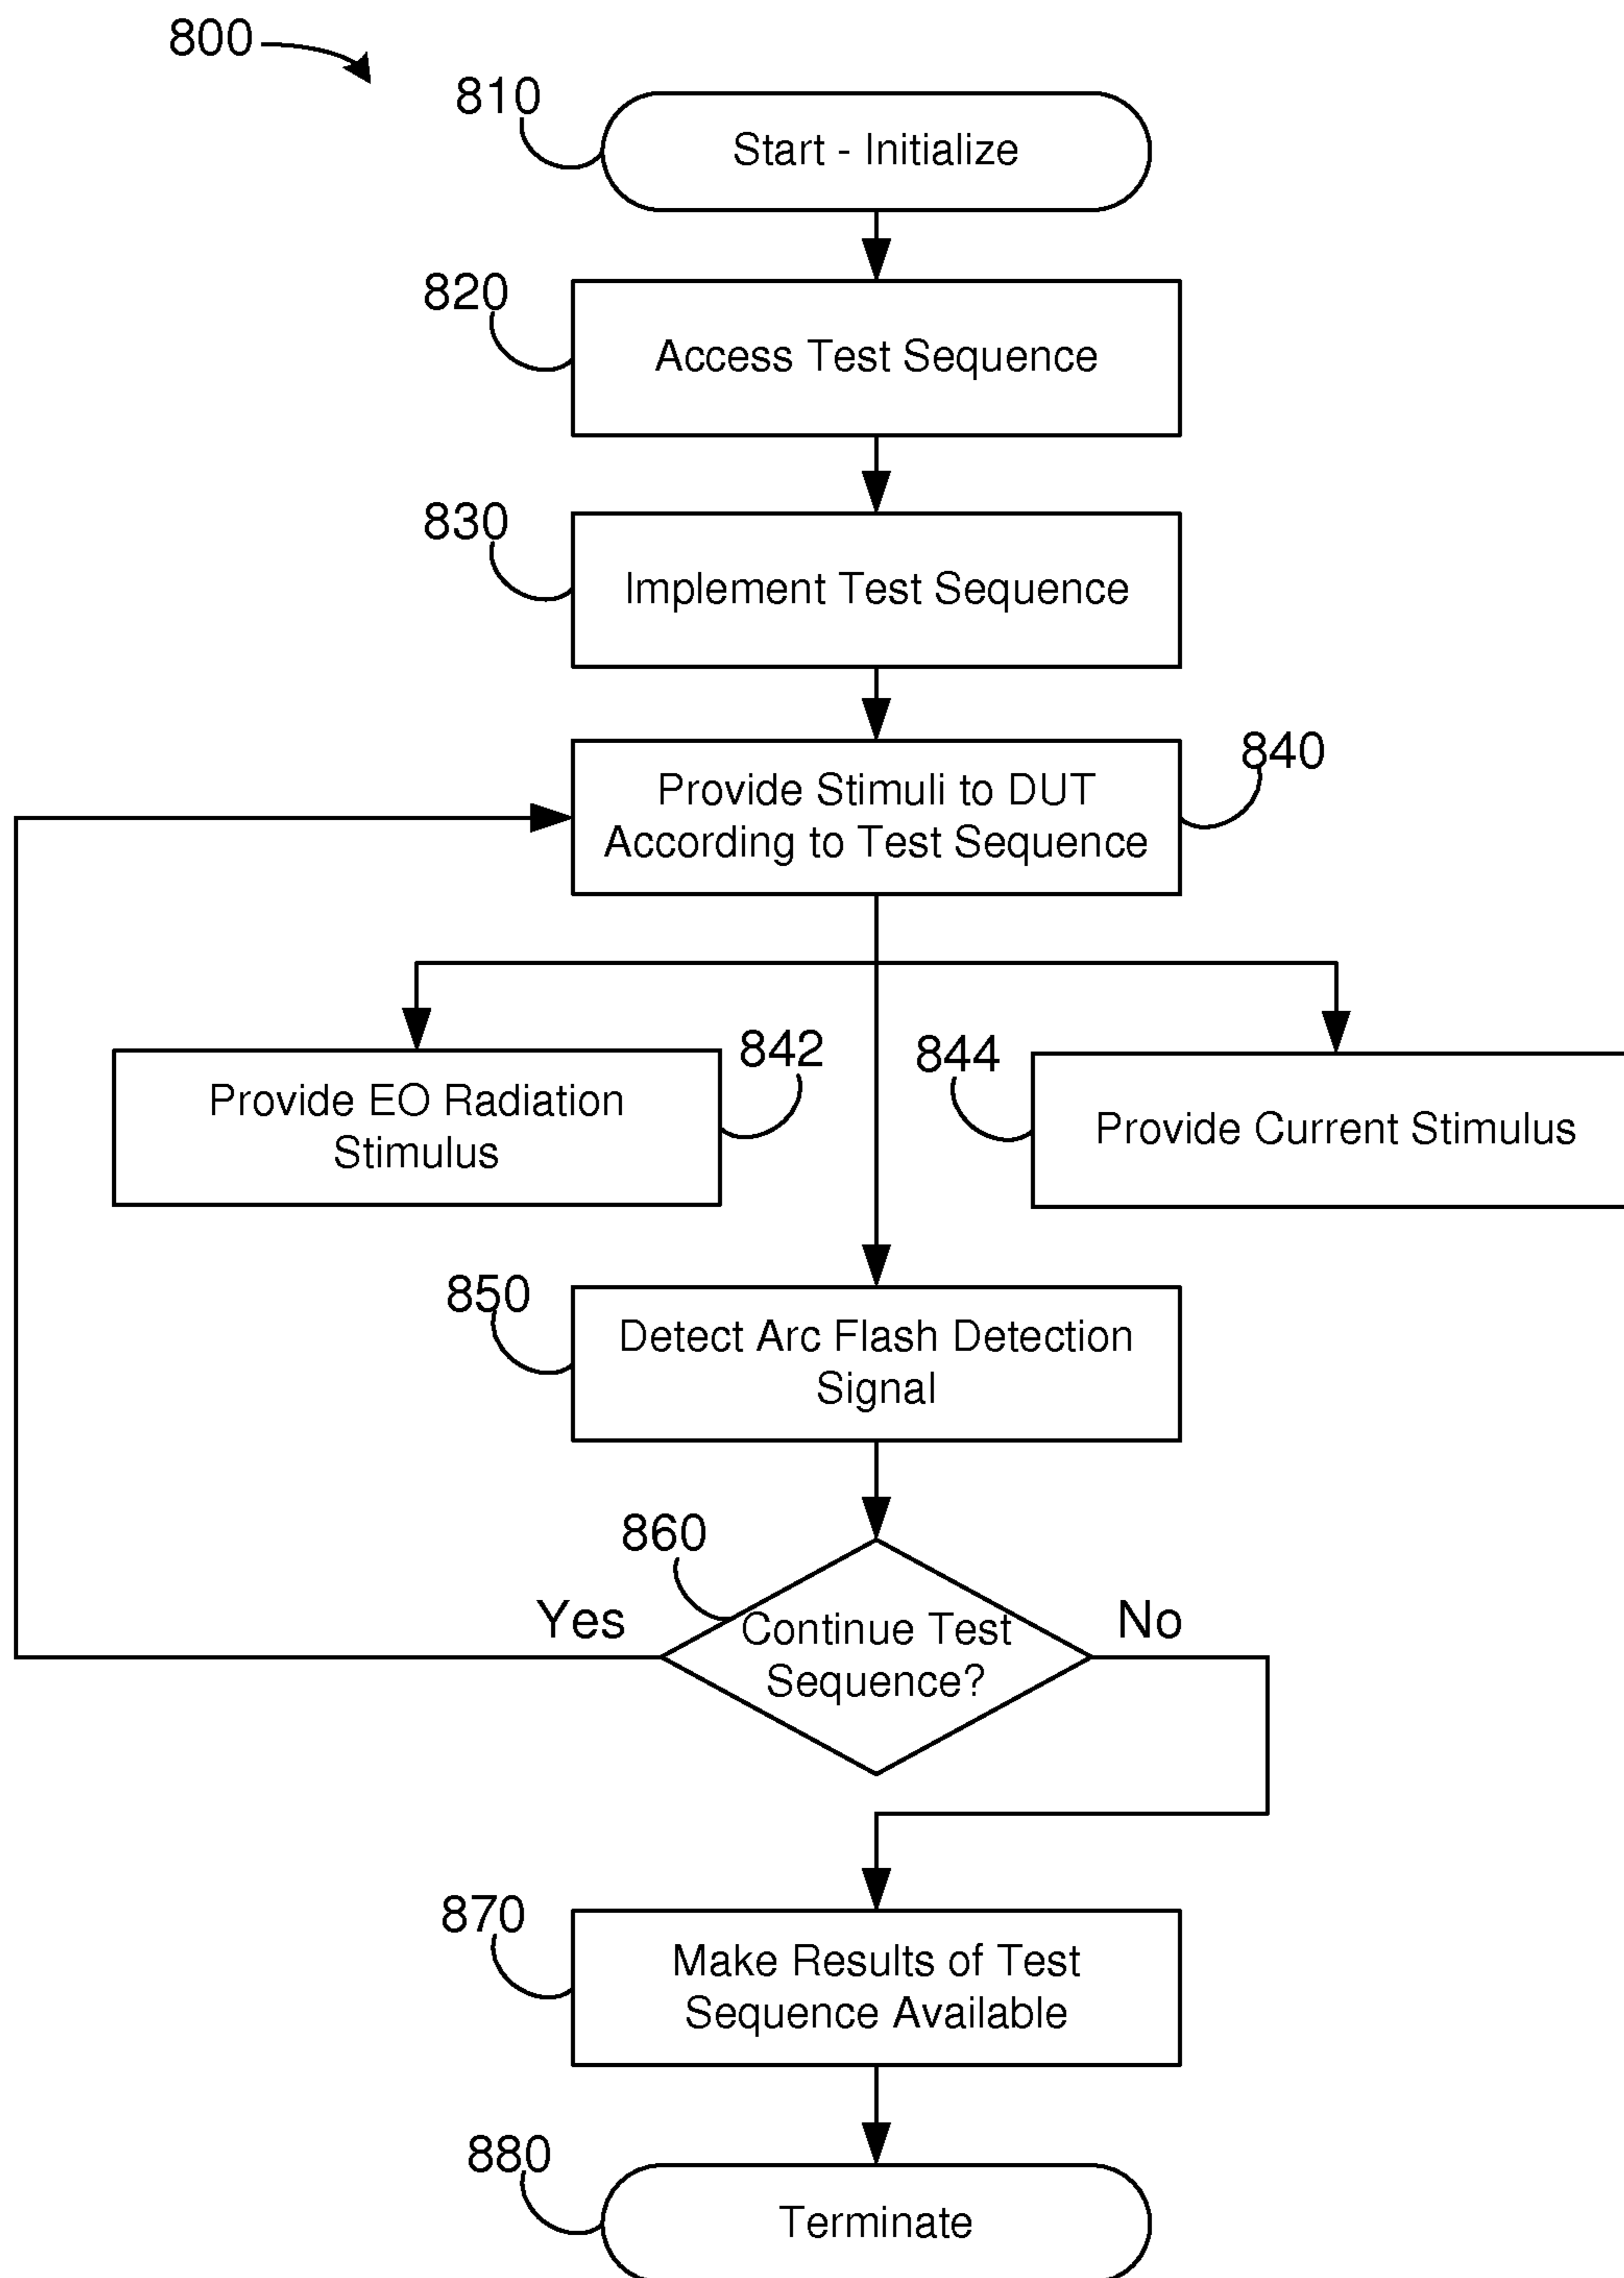 800
810
Start - Initialize
820
Access Test Sequence
830
Implement Test Sequence
840
Provide Stimuli to DUT
According to Test Sequence
842
Provide EO Radiation
Stimulus
844
Provide Current Stimulus
850
Detect Arc Flash Detection
Signal
860
Yes
Continue Test
Sequence?
No
870
Make Results of Test
Sequence Available
880
Terminate